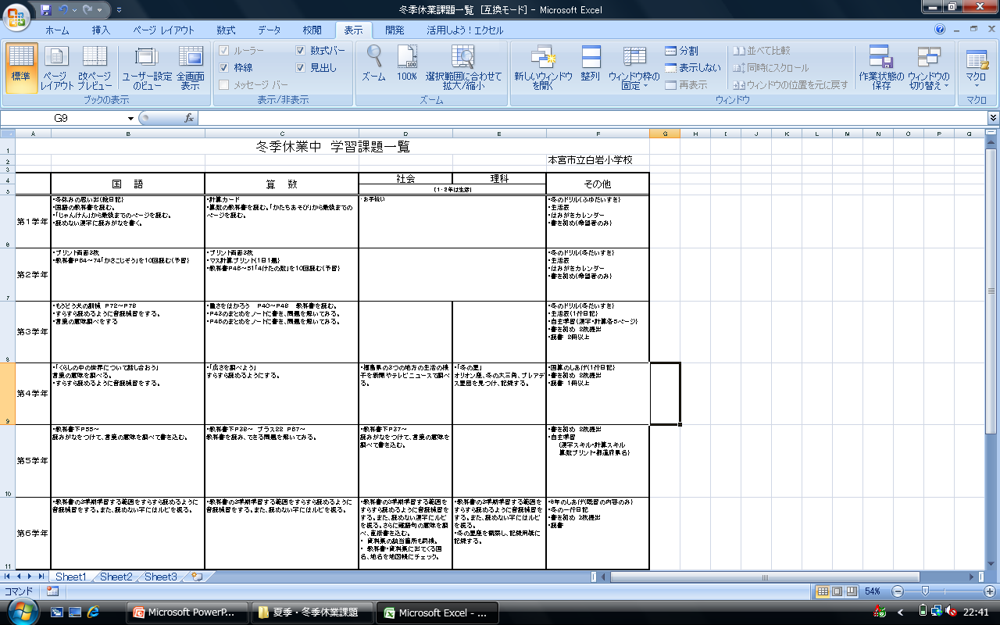 冬季休業課題一覧 [互換モード] - Microsoft Excel
ホーム 挿入 ページ レイアウト 数式 データ 校閲 表示 開発 活用しよう！エクセル
標準 ページ レイアウト 改ページ プレビュー ユーザー設定のビュー 全画面表示
ブックの表示
ルーラー 数式バー
枠線 見出し
メッセージ バー
表示/非表示
ズーム 100% 選択範囲に合わせて拡大/縮小
ズーム
新しいウィンドウを開く 整列 ウィンドウ枠の固定
分割
表示しない
再表示
並べて比較
同時にスクロール
ウィンドウの位置を元に戻す
作業状態の保存 ウィンドウの切り替え
ウィンドウ
マクロ
マクロ
G9
fx
A B C D E F G H I J K L M N O P Q
1 2 3 4 5 6 7 8 9 10 11
冬季休業中 学習課題一覧
本宮市立白岩小学校
国 語 算 数 社会 理科 その他
(1・2年は生活)
第1学年
・冬休みの思い出(絵日記)
・国語の教科書を読む。
・「じゃんけん」から最後までのページを読む。
・読めない漢字に読みがなを書く。
・計算カード
・算数の教科書を読む。「かたちあそび」から最後までの
ページを読む。
・お手伝い
・冬のドリル(ふゆだいすき)
・生活表
・はみがきカレンダー
・書き初め(希望者のみ)
第2学年
・プリント両面2枚
・教科書P64～74「かさこじぞう」を10回読む(予習)
・プリント両面2枚
・マス計算プリント(1日1題)
・教科書P46～51「4けたの数」を10回読む(予習)
・冬のドリル(冬だいすき)
・生活表
・はみがきカレンダー
・書き初め(希望者のみ)
第3学年
・もうどう犬の訓練 P72～P78
・すらすら読めるように音読練習をする。
・言葉の意味調べをする
・重さをはかろう P40～P48 教科書を読む。
・P43のまとめをノートに書き、問題を解いてみる。
・P46のまとめをノートに書き、問題を解いてみる。
・冬のドリル(冬だいすき)
・生活表(1行日記)
・自主学習(漢字・計算各5ページ)
・書き初め 2枚提出
・読書 2冊以上
第4学年
・「くらしの中の世界について話し合おう」
言葉の意味を調べる。
・すらすら読めるように音読練習をする。
・「広さを調べよう」
すらすら読めるようにする。
・福島県の3つの地方の生活の様
子を新聞やテレビニュースで調べ
る。
・「冬の星」
オリオン座、冬の大三角、プレアデ
ス星団を見つけ、記録する。
・国算のしあげ(1行日記)
・書き初め 2枚提出
・読書 1冊以上
第5学年
・教科書下P55～
読みがなをつけて、言葉の意味を調べて書き込む。
・教科書下P38～ プラス22 P67～
教科書を読み、できる問題を解いてみる。
・教科書下P37～
読みがなをつけて、言葉の意味を
調べて書き込む。
・書き初め 2枚提出
・自主学習
(漢字スキル・計算スキル
算数プリント・都道府県名)
第6学年
・教科書の3学期学習する範囲をすらすら読めるように
音読練習をする。また、読めない字にはルビを振る。
・教科書の3学期学習する範囲をすらすら読めるように
音読練習をする。また、読めない字にはルビを振る。
・教科書の3学期学習する範囲を
すらすら読めるように音読練習を
する。また、読めない漢字にルビ
を振る。さらに難語句の意味を調
べ、直接書き込む。
・ 資料集の該当箇所も同様。
・ 教科書・資料集に出てくる国
名、地名を地図帳にチェック。
・教科書の3学期学習する範囲を
すらすら読めるように音読練習を
する。また、読めない字にはルビ
を振る。
・冬の星座を観察し、記録用紙に
記録する。
・6年のしあげ(既習の内容のみ)
・冬の一行日記
・書き初め 2枚提出
・読書
Sheet1 Sheet2 Sheet3
コマンド 54%
Microsoft PowerP... 夏季・冬季休業課題 Microsoft Excel - ... 22:41